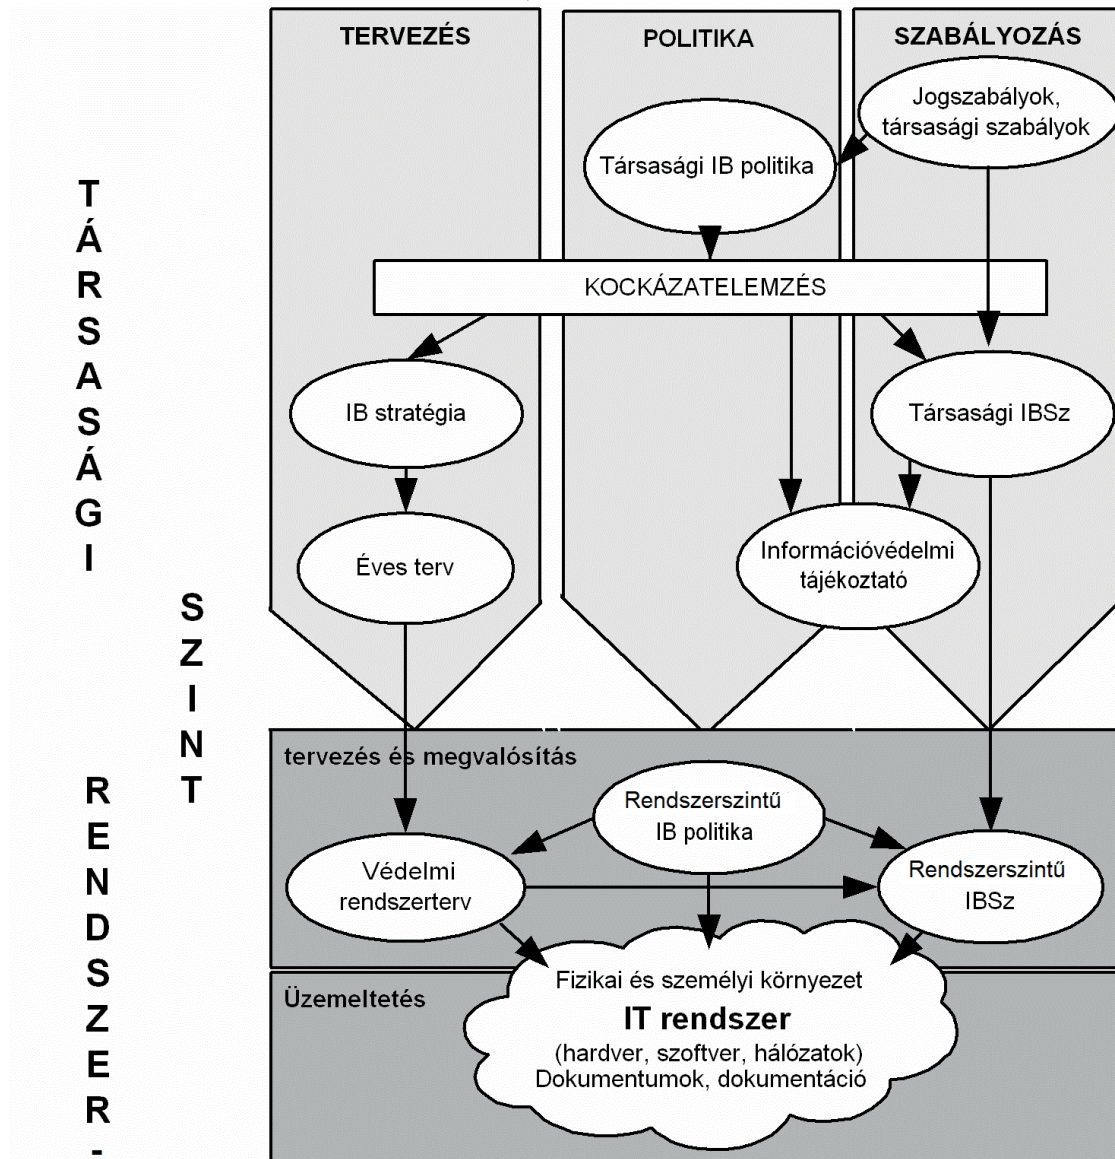 TERVEZÉS
POLITIKA
SZABÁLYOZÁS
Jogszabályok,
társasági szabályok
Társasági IB politika
KOCKÁZATELEMZÉS
IB stratégia
Társasági IBSz
Éves terv
Információvédelmi
tájékoztató
TÁRSASÁGI
SZINT
RENDSZER-
tervezés és megvalósítás
Rendszerszintű
IB politika
Védelmi
rendszerterv
Rendszerszintű
IBSz
Üzemeltetés
Fizikai és személyi környezet
IT rendszer
(hardver, szoftver, hálózatok)
Dokumentumok, dokumentáció